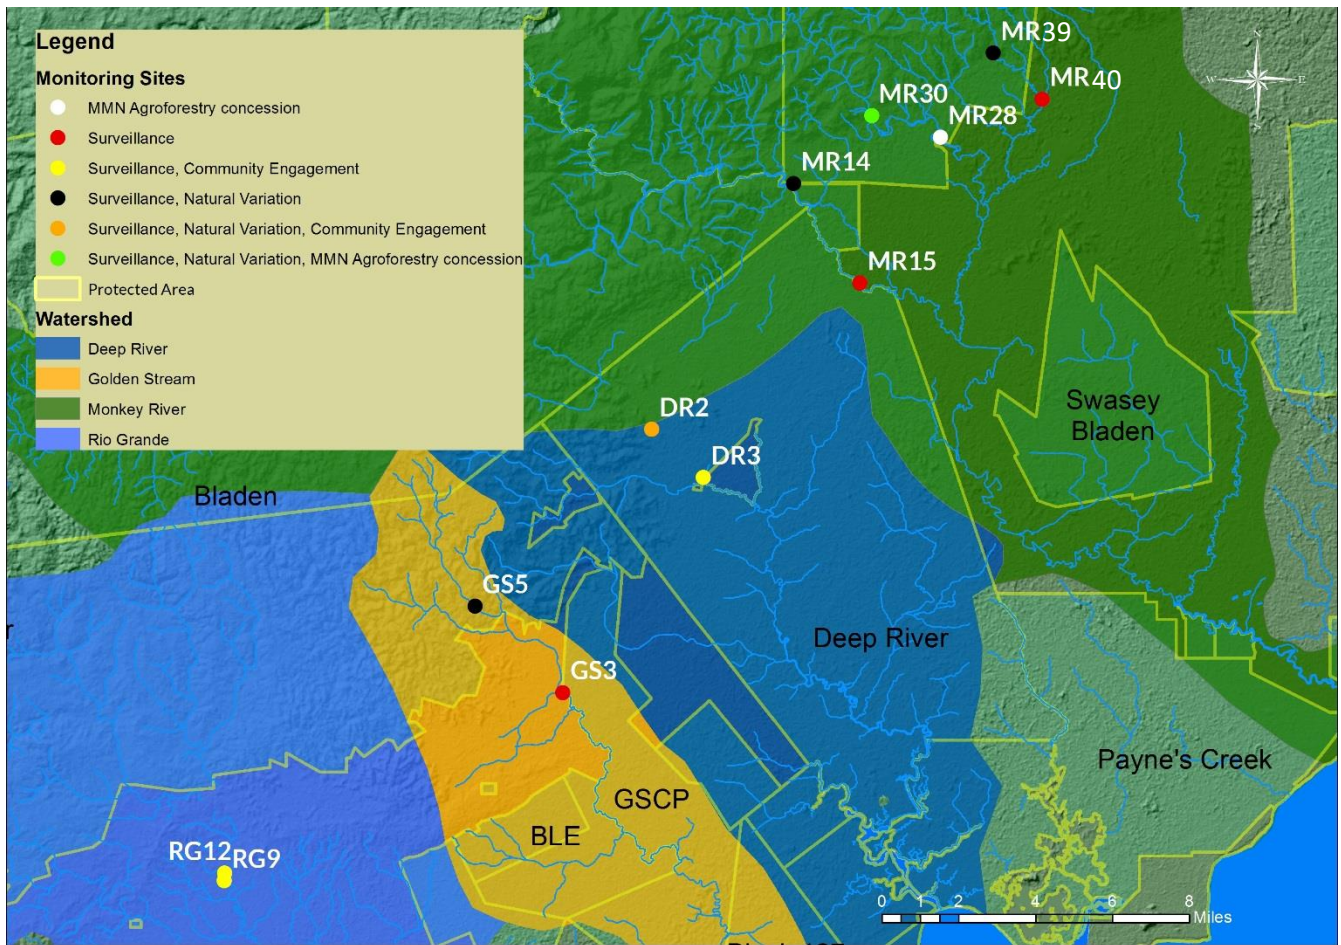 Legend
Monitoring Sites
MMN Agroforestry concession
Surveillance
Surveillance, Community Engagement
Surveillance, Natural Variation
Surveillance, Natural Variation, Community Engagement
Surveillance, Natural Variation, MMN Agroforestry concession
Protected Area
Watershed
Deep River
Golden Stream
Monkey River
Rio Grande
MR39
MR40
MR30
MR28
MR14
MR15
N
W
E
S
Swasey
Bladen
DR2
DR3
Bladen
GS5
Deep River
GS3
Payne's Creek
GSCP
BLE
RG12
RG9
0 1 2 4 6 8
Miles